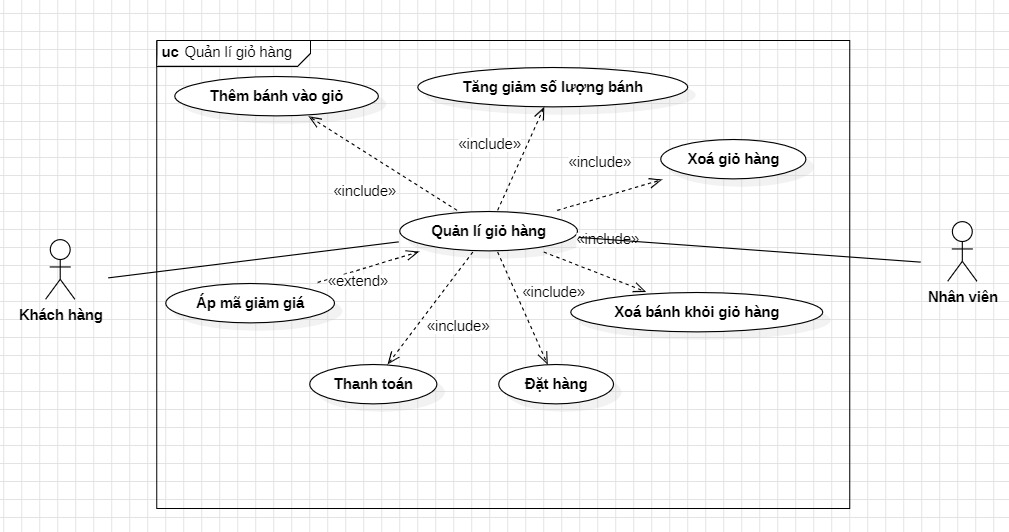 uc Quản lí giỏ hàng
Thêm bánh vào giỏ
Tăng giảm số lượng bánh
«include»
Xoá giỏ hàng
«include»
«include»
Quản lí giỏ hàng
«include»
Khách hàng
Nhân viên
«extend»
Áp mã giảm giá
«include»
Xoá bánh khỏi giỏ hàng
«include»
Thanh toán
Đặt hàng